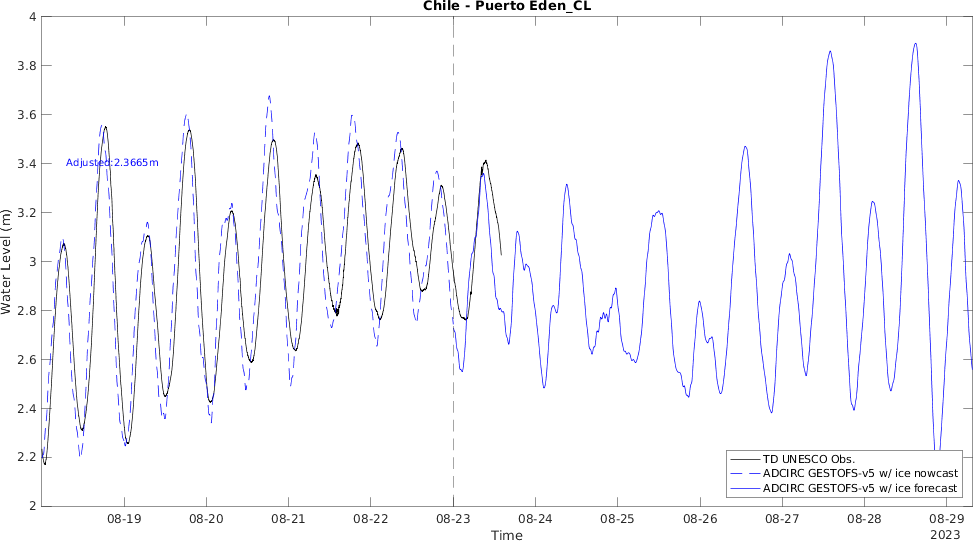 Chile - Puerto Eden_CL
4
3.8
3.6
3.4
3.2
3
2.8
2.6
2.4
2.2
2
Water Level (m)
Adjusted:2.3665m
TD UNESCO Obs.
ADCIRC GESTOFS-v5 w/ ice nowcast
ADCIRC GESTOFS-v5 w/ ice forecast
08-19 08-20 08-21 08-22 08-23 08-24 08-25 08-26 08-27 08-28 08-29
2023
Time